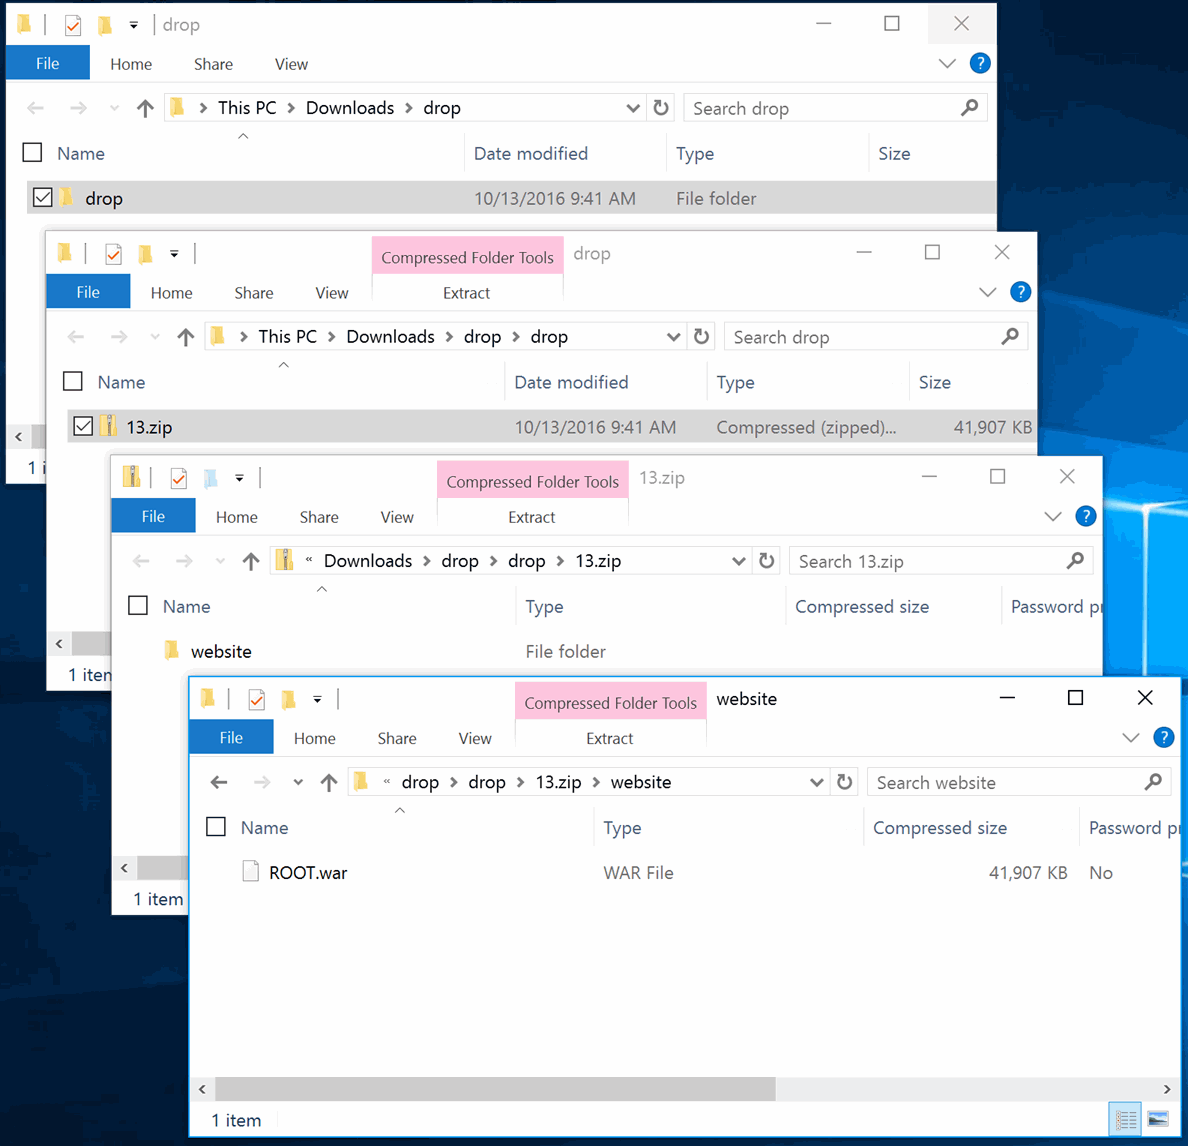 drop
File Home Share View ?
This PC Downloads drop Search drop
Name Date modified Type Size
drop 10/13/2016 9:41 AM File folder
Compressed Folder Tools drop
File Home Share View Extract ?
This PC Downloads drop drop Search drop
Name Date modified Type Size
13.zip 10/13/2016 9:41 AM Compressed (zipped)... 41,907 KB
1 i
Compressed Folder Tools 13.zip
File Home Share View Extract ?
« Downloads drop drop 13.zip Search 13.zip
Name Type Compressed size Password pr
website File folder
1 iten
Compressed Folder Tools website
File Home Share View Extract ?
« drop drop 13.zip website Search website
Name Type Compressed size Password pr
ROOT.war WAR File 41,907 KB No
1 item
1 item